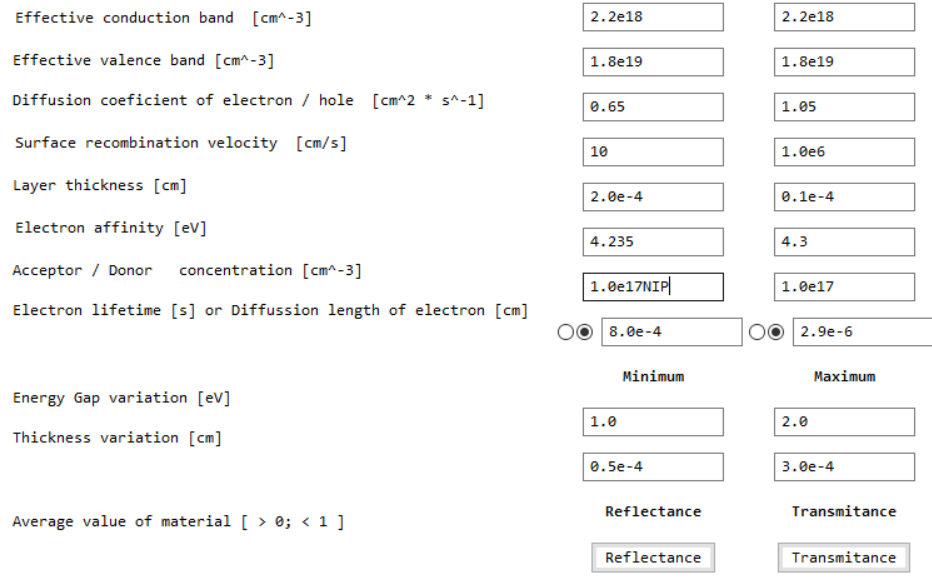 Effective conduction band [cm^-3] 2.2e18 2.2e18
Effective valence band [cm^-3] 1.8e19 1.8e19
Diffusion coeficient of electron / hole [cm^2 * s^-1] 0.65 1.05
Surface recombination velocity [cm/s] 10 1.0e6
Layer thickness [cm] 2.0e-4 0.1e-4
Electron affinity [eV] 4.235 4.3
Acceptor / Donor concentration [cm^-3] 1.0e17NIP 1.0e17
Electron lifetime [s] or Diffussion length of electron [cm] 8.0e-4 2.9e-6
Minimum Maximum
Energy Gap variation [eV] 1.0 2.0
Thickness variation [cm] 0.5e-4 3.0e-4
Reflectance Transmitance
Average value of material [ > 0; < 1 ]
Reflectance Transmitance